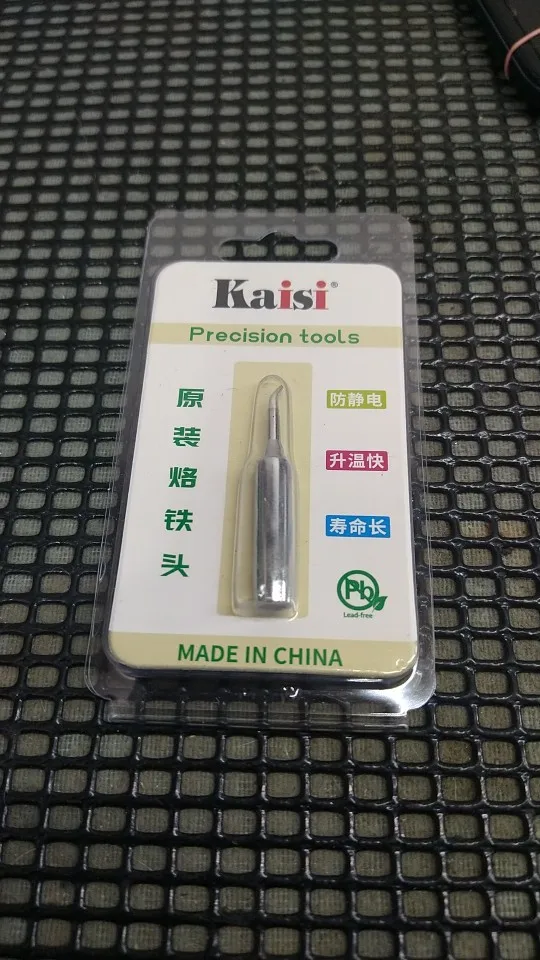 Kaisi®
Precision tools
原装烙铁头
防静电
升温快
寿命长
Pb
Lead-free
MADE IN CHINA